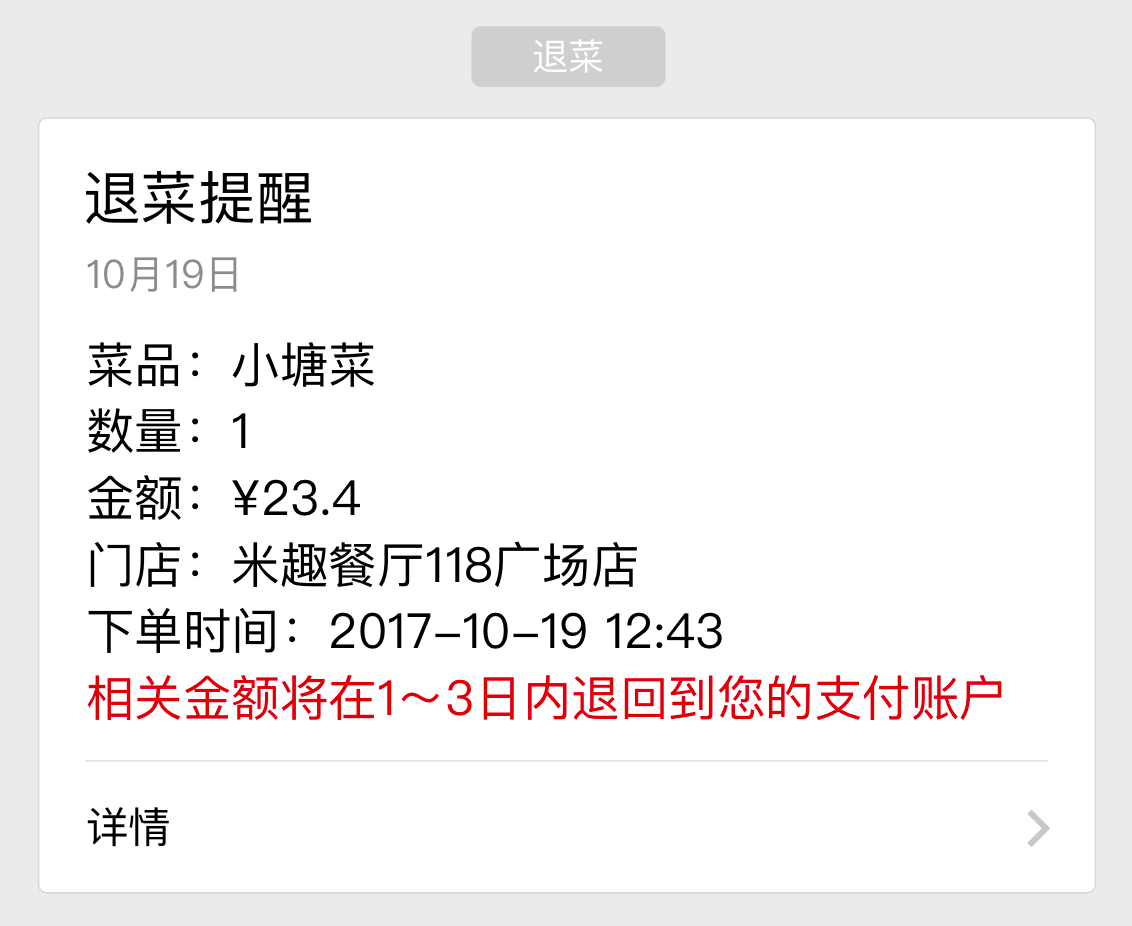 退菜
退菜提醒
10月19日
菜品：小塘菜
数量：1
金额：¥23.4
门店：米趣餐厅118广场店
下单时间：2017-10-19 12:43
相关金额将在1～3日内退回到您的支付账户
详情